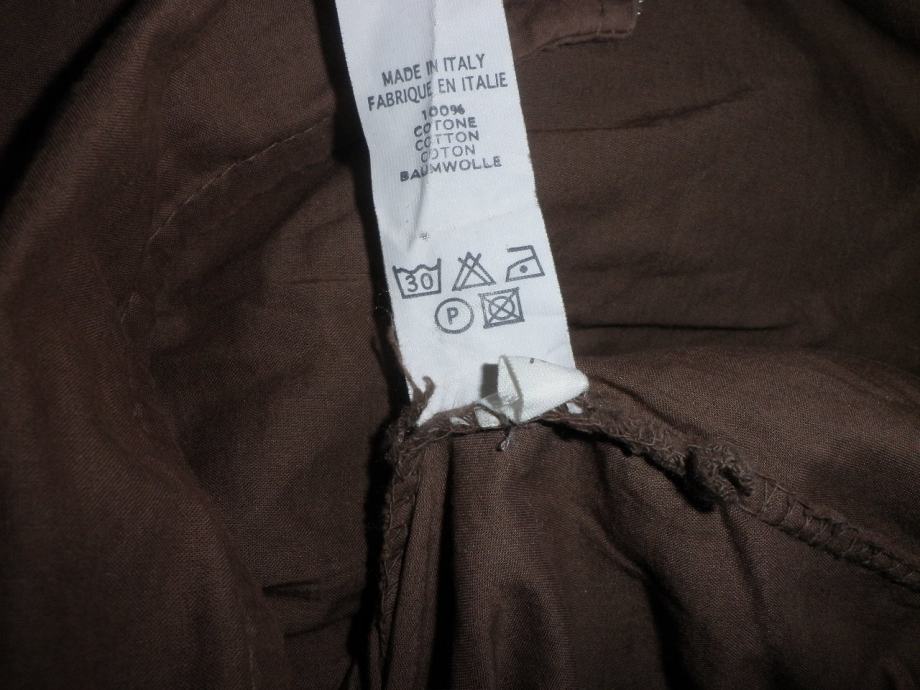 MADE IN ITALY
FABRIQUE EN ITALIE
100%
COTONE
COTTON
COTON
BAUMWOLLE
30
P